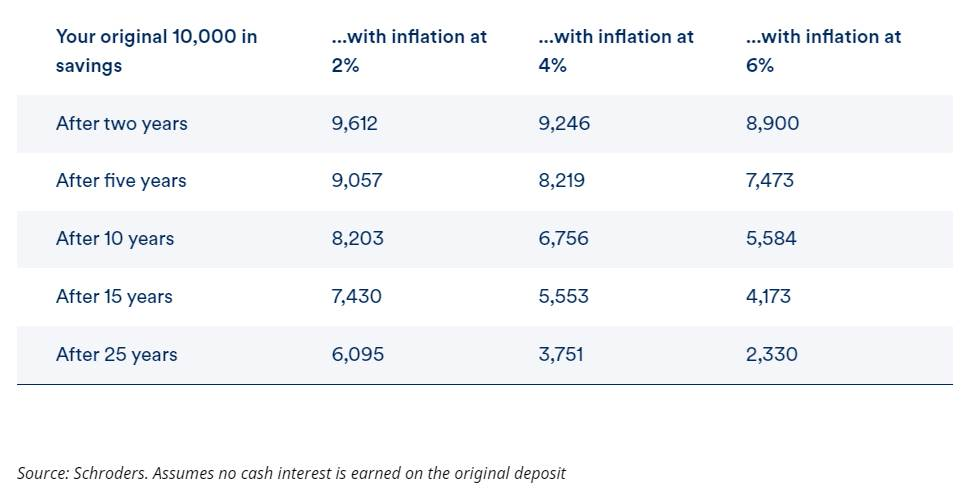 Your original 10,000 in savings ...with inflation at 2% ...with inflation at 4% ...with inflation at 6%
After two years 9,612 9,246 8,900
After five years 9,057 8,219 7,473
After 10 years 8,203 6,756 5,584
After 15 years 7,430 5,553 4,173
After 25 years 6,095 3,751 2,330
Source: Schroders. Assumes no cash interest is earned on the original deposit